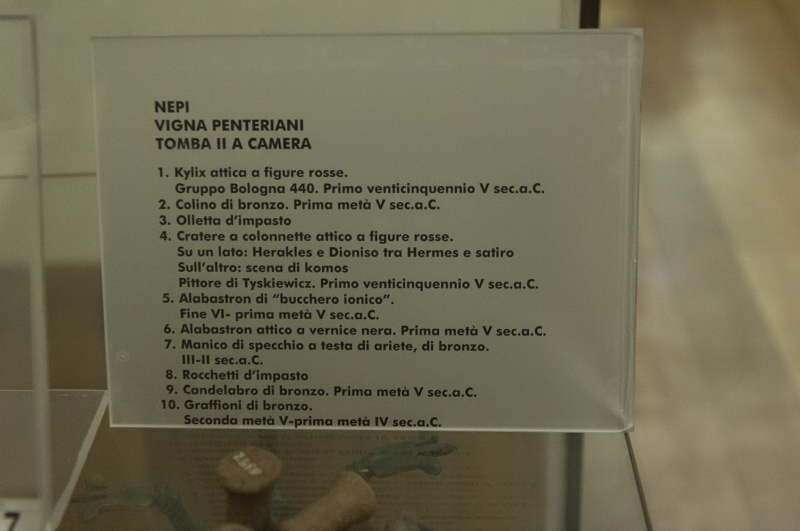 NEPI
VIGNA PENTERIANI
TOMBA II A CAMERA
1. Kylix attica a figure rosse.
Gruppo Bologna 440. Primo venticinquennio V sec.a.C.
2. Colino di bronzo. Prima metà V sec.a.C.
3. Olletta d'impasto
4. Cratere a colonnette attico a figure rosse.
Su un lato: Herakles e Dioniso tra Hermes e satiro
Sull'altro: scena di komos
Pittore di Tyskiewicz. Primo venticinquennio V sec.a.C.
5. Alabastron di "bucchero ionico".
Fine VI- prima metà V sec.a.C.
6. Alabastron attico a vernice nera. Prima metà V sec.a.C.
7. Manico di specchio a testa di ariete, di bronzo.
III-II sec.a.C.
8. Rocchetti d'impasto
9. Candelabro di bronzo. Prima metà V sec.a.C.
10. Graffioni di bronzo.
Seconda metà V-prima metà IV sec.a.C.
7